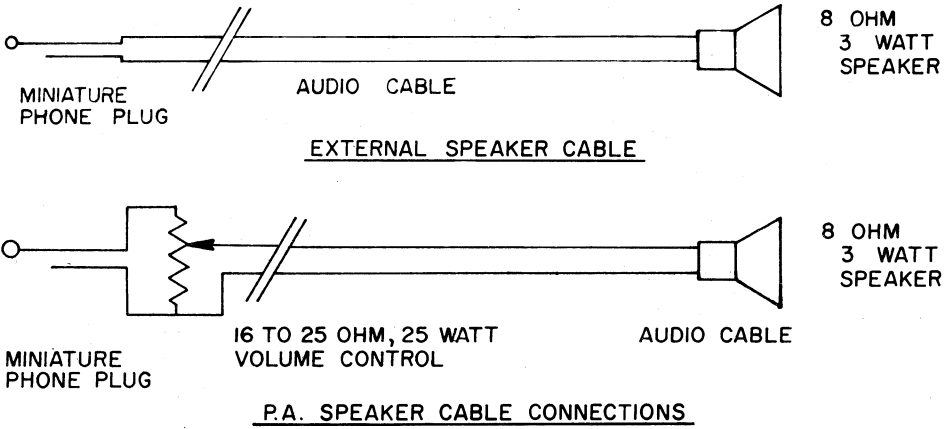 8 OHM
3 WATT
SPEAKER
MINIATURE
PHONE PLUG
AUDIO CABLE
EXTERNAL SPEAKER CABLE
8 OHM
3 WATT
SPEAKER
16 TO 25 OHM, 25 WATT
VOLUME CONTROL
AUDIO CABLE
MINIATURE
PHONE PLUG
P.A. SPEAKER CABLE CONNECTIONS